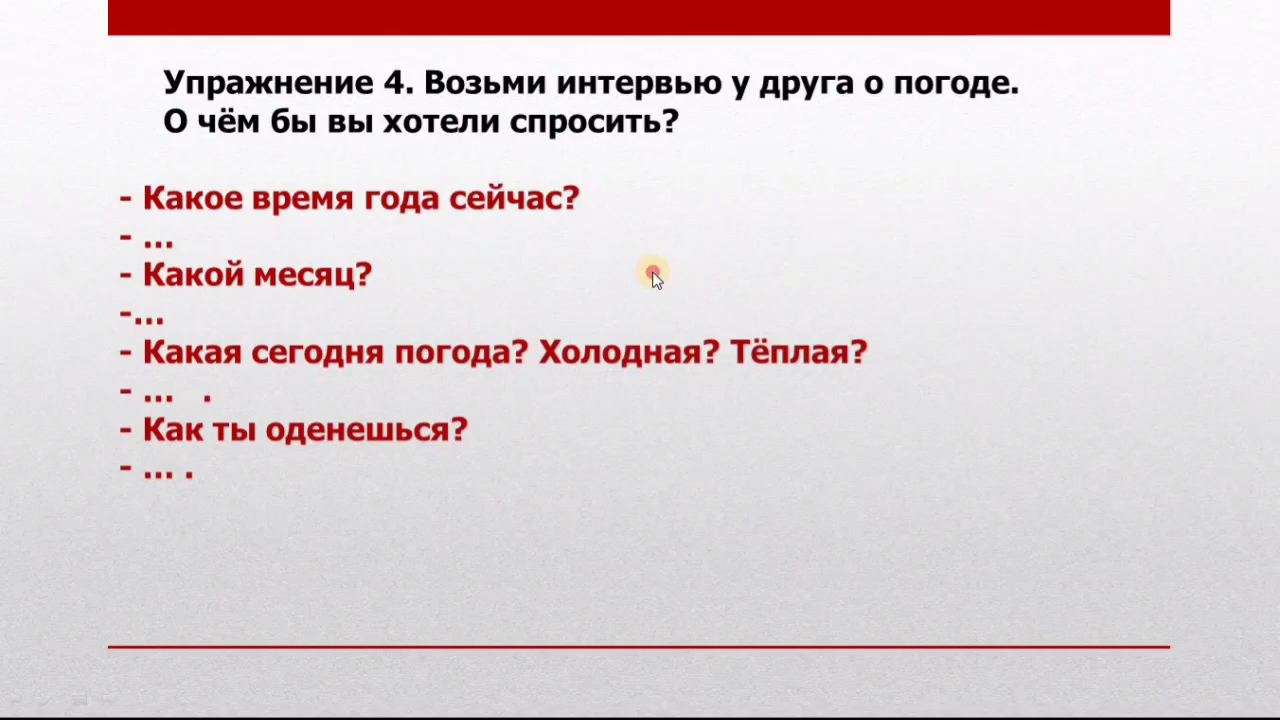 Упражнение 4. Возьми интервью у друга о погоде.
О чём бы вы хотели спросить?
- Какое время года сейчас?
- ...
- Какой месяц?
-...
- Какая сегодня погода? Холодная? Тёплая?
- ... .
- Как ты оденешься?
- ... .